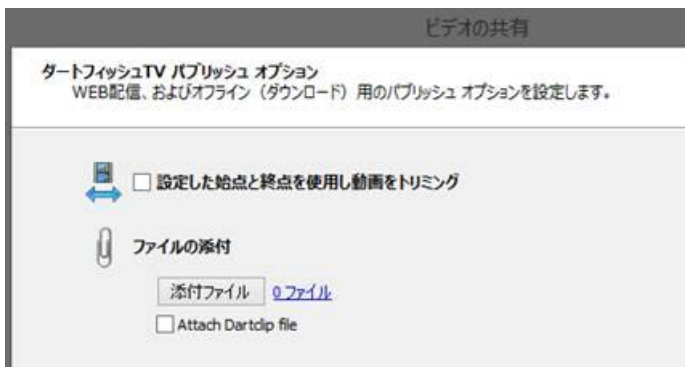 ビデオの共有
ダートフィッシュTV パブリッシュ オプション
WEB配信、およびオフライン（ダウンロード）用のパブリッシュ オプションを設定します。
設定した始点と終点を使用し動画をトリミング
ファイルの添付
添付ファイル 0 ファイル
Attach Dartclip file